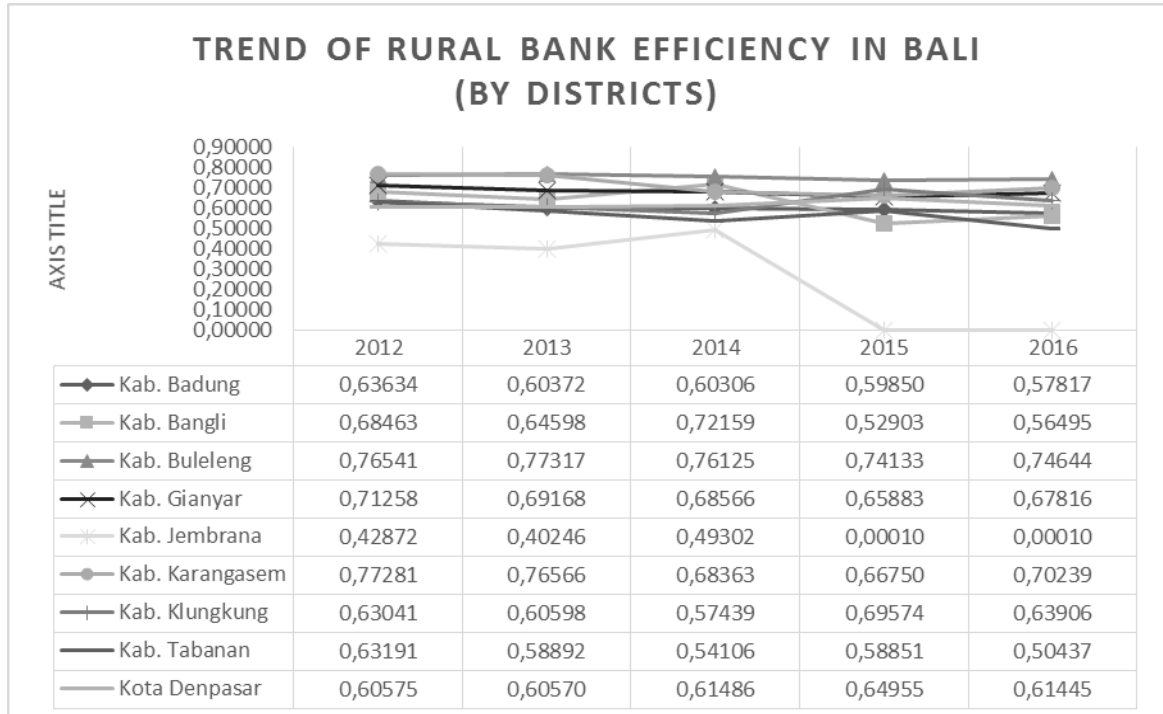 TREND OF RURAL BANK EFFICIENCY IN BALI
(BY DISTRICTS)
AXIS TITLE
0,90000
0,80000
0,70000
0,60000
0,50000
0,40000
0,30000
0,20000
0,10000
0,00000
2012 2013 2014 2015 2016
Kab. Badung 0,63634 0,60372 0,60306 0,59850 0,57817
Kab. Bangli 0,68463 0,64598 0,72159 0,52903 0,56495
Kab. Buleleng 0,76541 0,77317 0,76125 0,74133 0,74644
Kab. Gianyar 0,71258 0,69168 0,68566 0,65883 0,67816
Kab. Jembrana 0,42872 0,40246 0,49302 0,00010 0,00010
Kab. Karangasem 0,77281 0,76566 0,68363 0,66750 0,70239
Kab. Klungkung 0,63041 0,60598 0,57439 0,69574 0,63906
Kab. Tabanan 0,63191 0,58892 0,54106 0,58851 0,50437
Kota Denpasar 0,60575 0,60570 0,61486 0,64955 0,61445